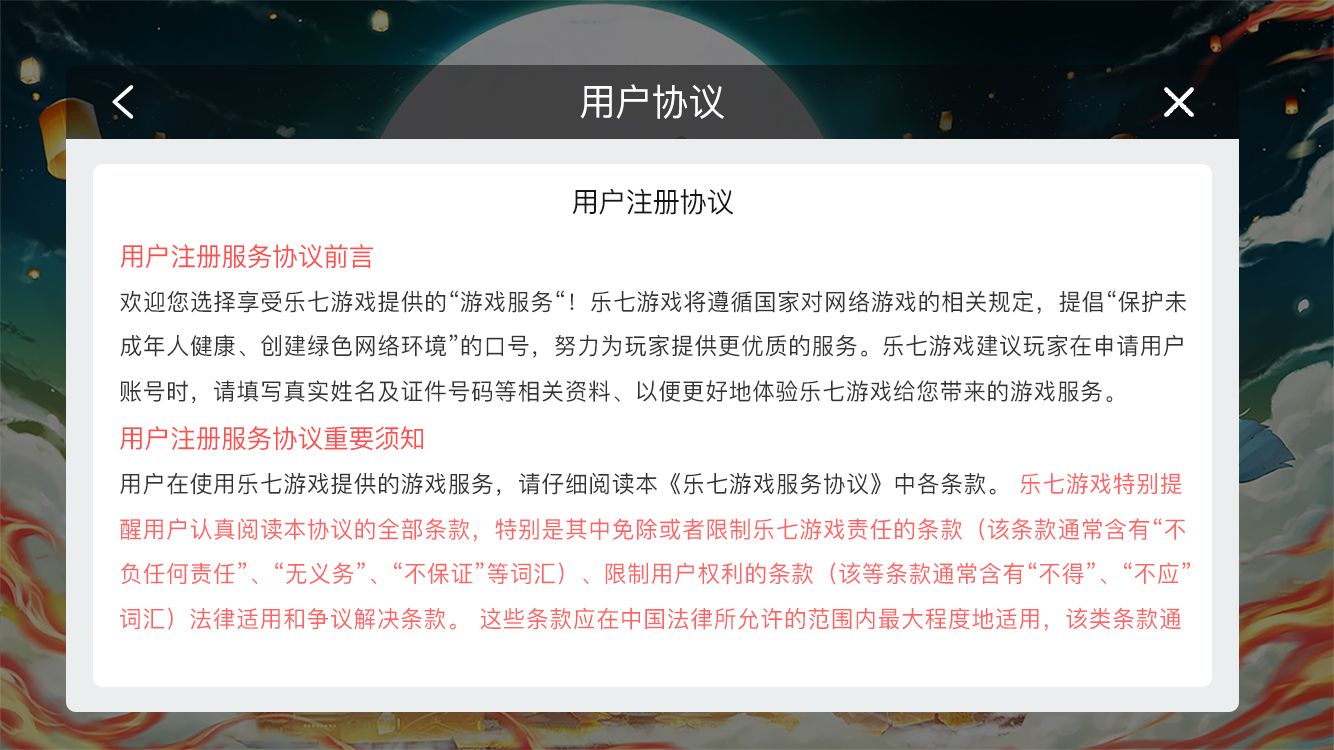 用户协议
用户注册协议
用户注册服务协议前言
欢迎您选择享受乐七游戏提供的“游戏服务“！乐七游戏将遵循国家对网络游戏的相关规定，提倡“保护未
成年人健康、创建绿色网络环境”的口号，努力为玩家提供更优质的服务。乐七游戏建议玩家在申请用户
账号时，请填写真实姓名及证件号码等相关资料、以便更好地体验乐七游戏给您带来的游戏服务。
用户注册服务协议重要须知
用户在使用乐七游戏提供的游戏服务，请仔细阅读本《乐七游戏服务协议》中各条款。 乐七游戏特别提
醒用户认真阅读本协议的全部条款，特别是其中免除或者限制乐七游戏责任的条款（该条款通常含有“不
负任何责任”、“无义务”、“不保证”等词汇）、限制用户权利的条款（该等条款通常含有“不得”、“不应”
词汇）法律适用和争议解决条款。 这些条款应在中国法律所允许的范围内最大程度地适用，该类条款通